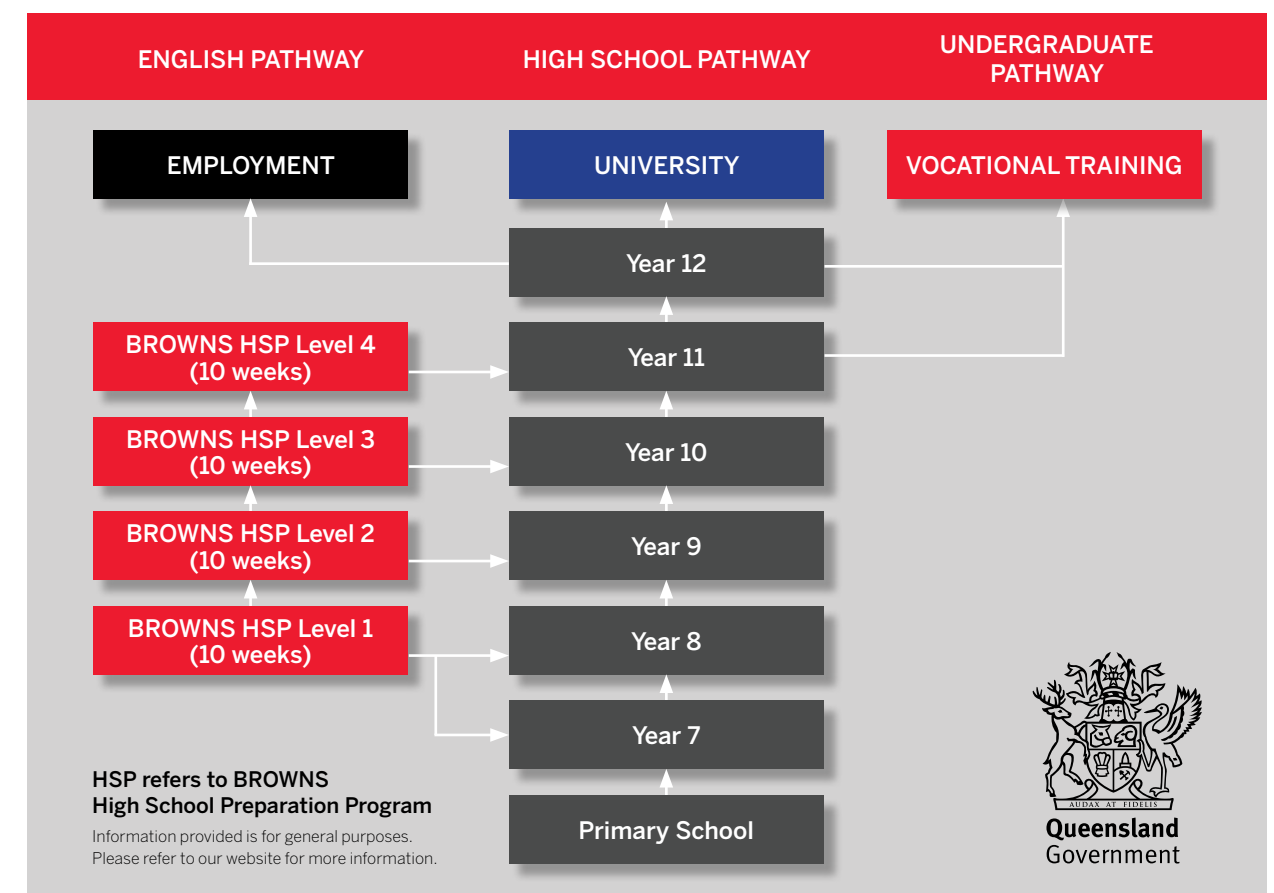 ENGLISH PATHWAY
HIGH SCHOOL PATHWAY
UNDERGRADUATE
PATHWAY
EMPLOYMENT
UNIVERSITY
VOCATIONAL TRAINING
Year 12
BROWNS HSP Level 4
(10 weeks)
Year 11
BROWNS HSP Level 3
(10 weeks)
Year 10
BROWNS HSP Level 2
(10 weeks)
Year 9
BROWNS HSP Level 1
(10 weeks)
Year 8
Year 7
Primary School
HSP refers to BROWNS
High School Preparation Program
Information provided is for general purposes.
Please refer to our website for more information.
AUDAX AT FIDELIS
Queensland
Government